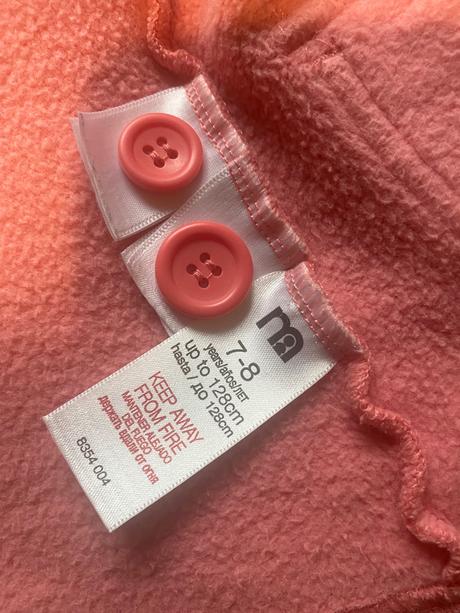 m
7-8
years/años/ЛЕТ
up to 128cm
hasta / ДО 128cm
KEEP AWAY
FROM FIRE
MANTENER ALEJADO
DEL FUEGO
держать вдали от огня
8354 004